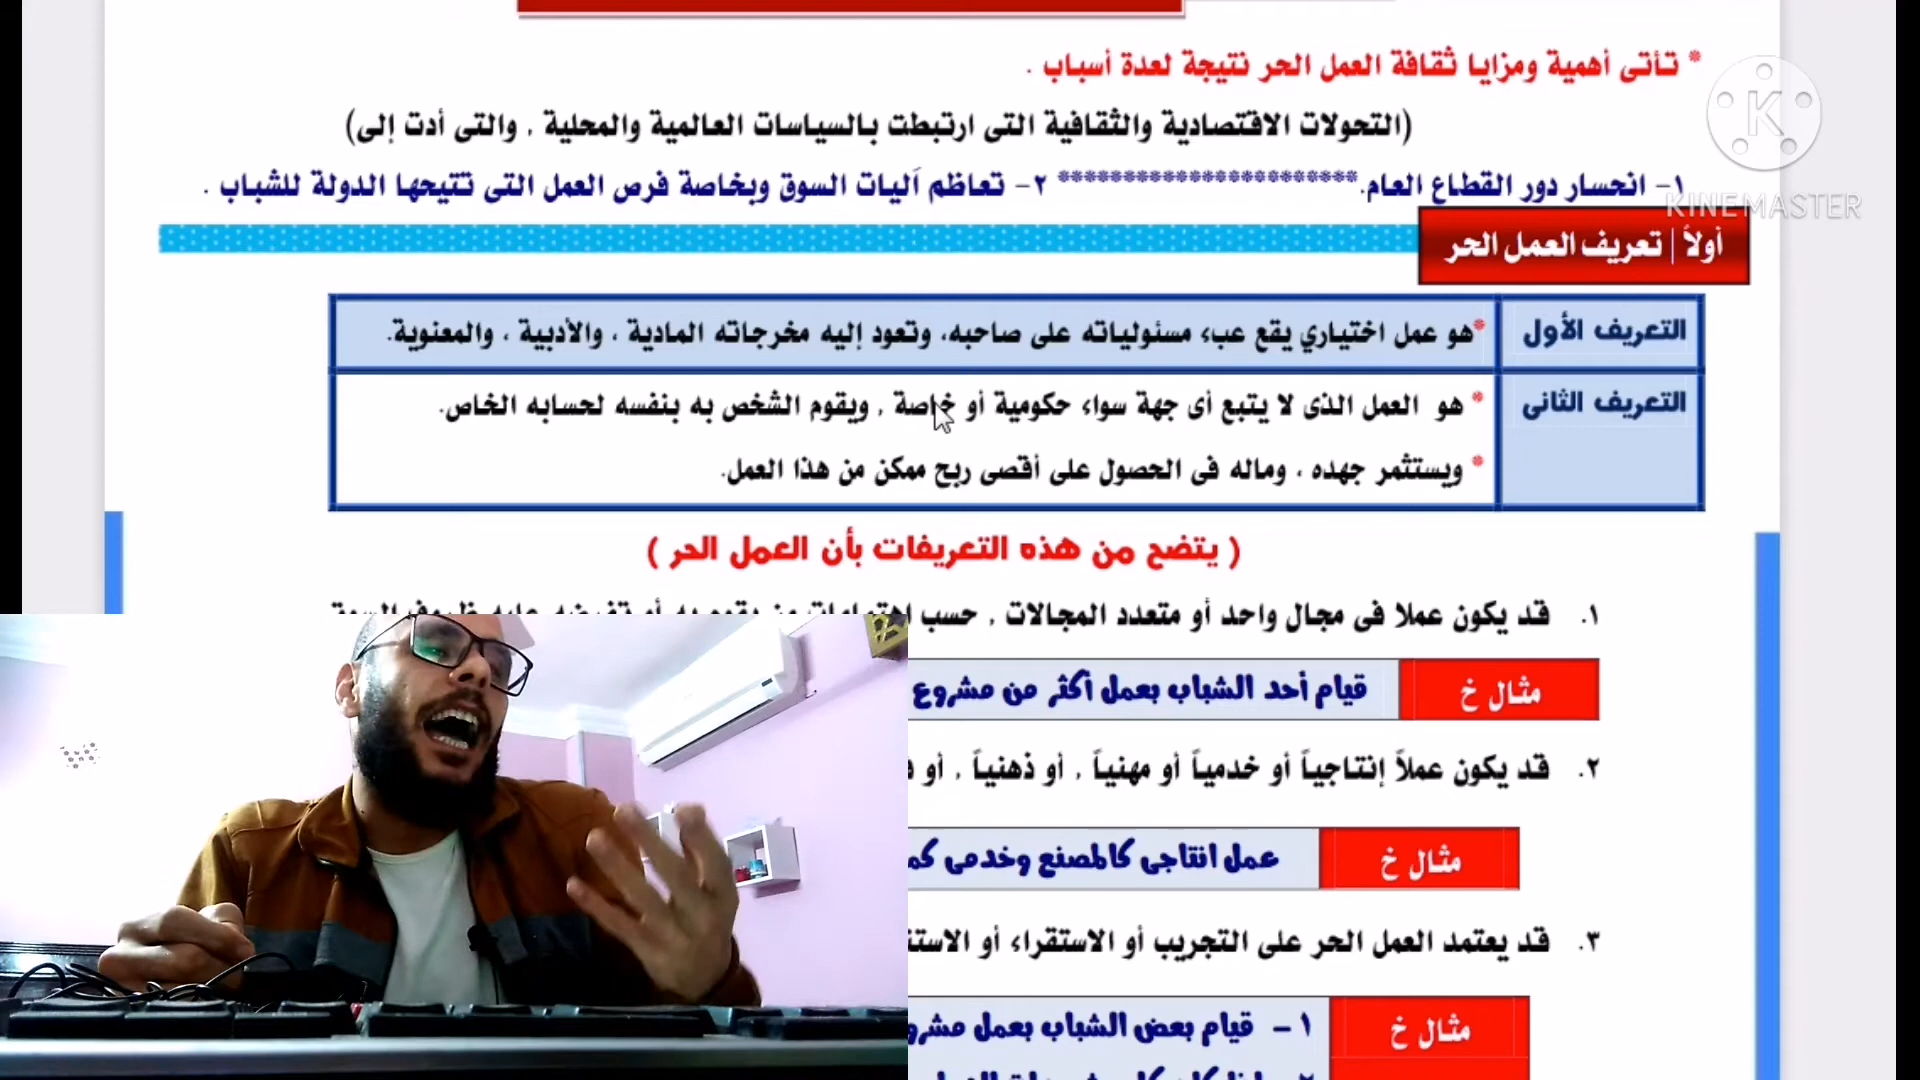 * تأتى أهمية ومزايا ثقافة العمل الحر نتيجة لعدة أسباب .
(التحولات الاقتصادية والثقافية التى ارتبطت بالسياسات العالمية والمحلية , والتى أدت إلى)
١- انحسار دور القطاع العام.*********************** ٢- تعاظم آليات السوق وبخاصة فرص العمل التى تتيحها الدولة للشباب .
KINEMASTER
أولاً | تعريف العمل الحر
التعريف الأول
*هو عمل اختياري يقع عبء مسئولياته على صاحبه، وتعود إليه مخرجاته المادية ، والأدبية ، والمعنوية.
التعريف الثانى
* هو العمل الذى لا يتبع أى جهة سواء حكومية أو خاصة , ويقوم الشخص به بنفسه لحسابه الخاص.
* ويستثمر جهده ، وماله فى الحصول على أقصى ربح ممكن من هذا العمل.
( يتضح من هذه التعريفات بأن العمل الحر )
١. قد يكون عملا فى مجال واحد أو متعدد المجالات , حسب
مثال خ
قيام أحد الشباب بعمل أكثر من مشروع
٢. قد يكون عملاً إنتاجياً أو خدمياً أو مهنياً , أو ذهنياً , أو
مثال خ
عمل انتاجى كالمصنع وخدمى
٣. قد يعتمد العمل الحر على التجريب أو الاستقراء أو
مثال خ
١ - قيام بعض الشباب بعمل